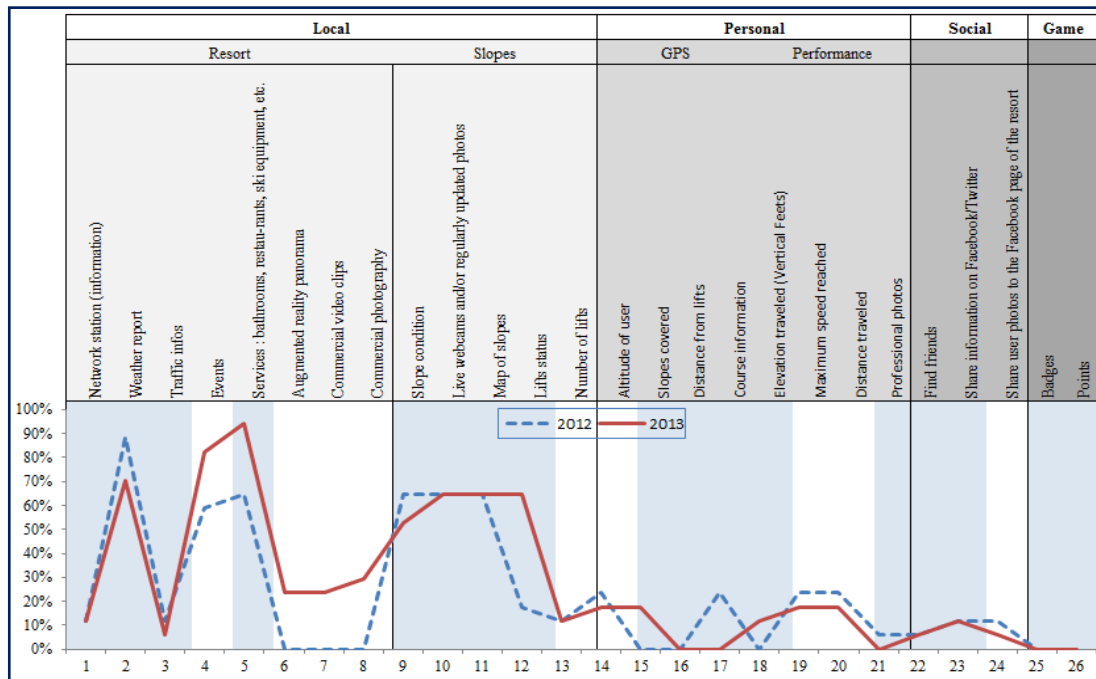 Local Personal Social Game
Resort Slopes GPS Performance
Network station (information)
Weather report
Traffic infos
Events
Services : bathrooms, restau-rants, ski equipment, etc.
Augmented reality panorama
Commercial video clips
Commercial photography
Slope condition
Live webcams and/or regularly updated photos
Map of slopes
Lifts status
Number of lifts
Altitude of user
Slopes covered
Distance from lifts
Course information
Elevation traveled (Vertical Feets)
Maximum speed reached
Distance traveled
Professional photos
Find friends
Share information on Facebook/Twitter
Share user photos to the Facebook page of the resort
Badges
Points
2012 2013
100%
90%
80%
70%
60%
50%
40%
30%
20%
10%
0%
1 2 3 4 5 6 7 8 9 10 11 12 13 14 15 16 17 18 19 20 21 22 23 24 25 26